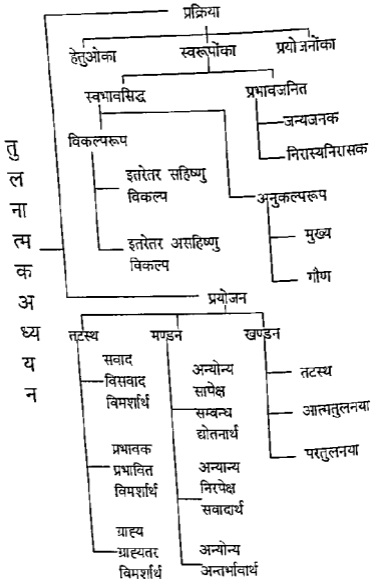 प्रक्रिया
हेतुओका स्वरूपोंका प्रयोजनोंका
स्वभावसिद्ध प्रभावजनित
जन्यजनक
विकल्परूप
निरास्यनिरासक
इतरेतर सहिष्णु
विकल्प
अनुकल्परूप
मुख्य
इतरेतर असहिष्णु
विकल्प
गौण
तुलनात्मक अध्ययन
प्रयोजन
तटस्थ मण्डन खण्डन
सवाद
विसवाद
विमर्शार्थ
प्रभावक
प्रभावित
विमर्शार्थ
ग्राह्य
ग्राह्यतर
विमर्शार्थ
अन्योन्य
सापेक्ष
सम्बन्ध
द्योतनार्थ
अन्यान्य
निरपेक्ष
सवादार्थ
अन्योन्य
अन्तर्भावार्थ
तटस्थ
आत्मतुलनया
परतुलनया